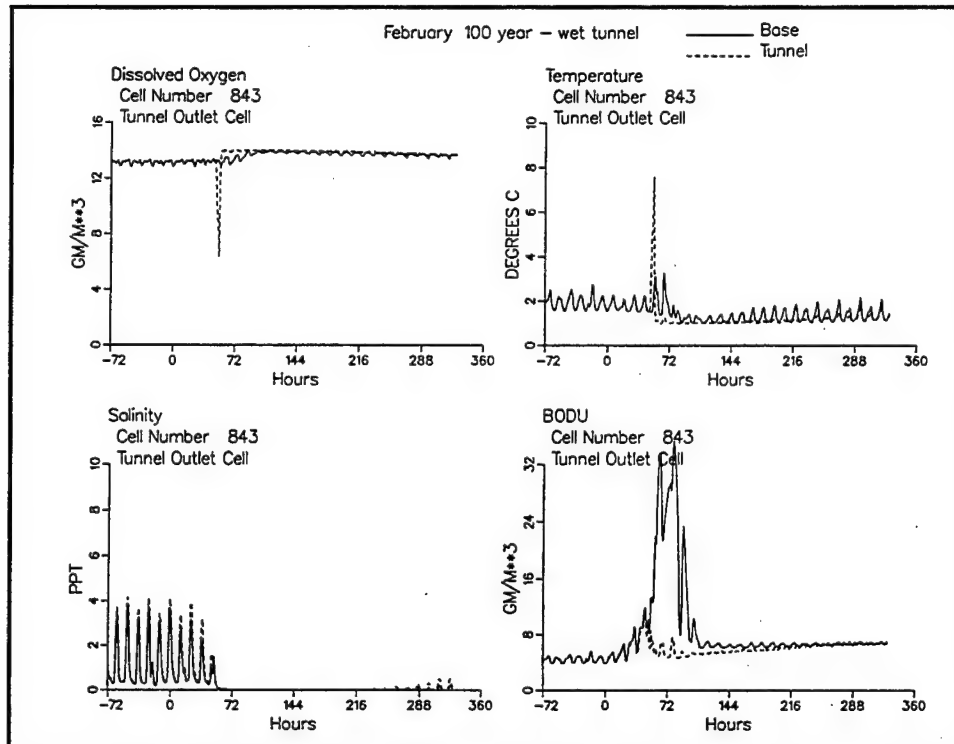 February 100 year – wet tunnel
Base
Tunnel
Dissolved Oxygen
Cell Number 843
Tunnel Outlet Cell
GM/M**3
16
12
8
4
0
-72 0 72 144 216 288 360
Hours
Temperature
Cell Number 843
Tunnel Outlet Cell
DEGREES C
10
8
6
4
2
0
-72 0 72 144 216 288 360
Hours
Salinity
Cell Number 843
Tunnel Outlet Cell
PPT
10
8
6
4
2
0
-72 0 72 144 216 288 360
Hours
BODU
Cell Number 843
Tunnel Outlet Cell
GM/M**3
32
24
16
8
0
-72 0 72 144 216 288 360
Hours